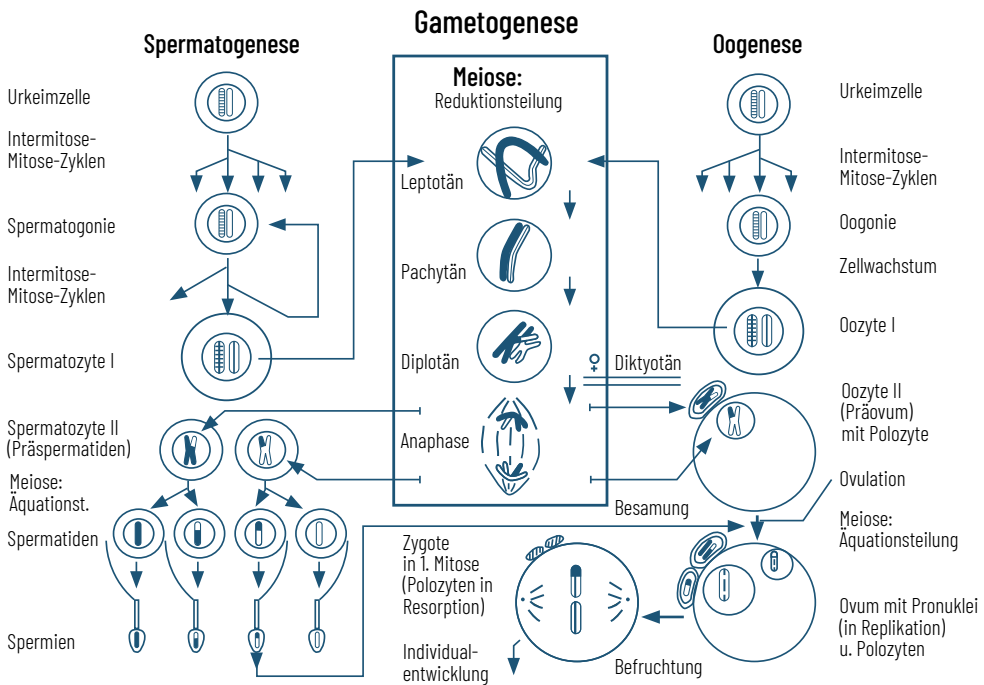 Gametogenese
Spermatogenese
Urkeimzelle
Intermitose-
Mitose-Zyklen
Spermatogonie
Intermitose-
Mitose-Zyklen
Spermatozyte I
Spermatozyte II
(Präspermatiden)
Meiose:
Äquationst.
Spermatiden
Spermien
Meiose:
Reduktionsteilung
Leptotän
Pachytän
Diplotän
♀ Diktyotän
Anaphase
Oogenese
Urkeimzelle
Intermitose-
Mitose-Zyklen
Oogonie
Zellwachstum
Oozyte I
Oozyte II
(Präovum)
mit Polozyte
Ovulation
Besamung
Meiose:
Äquationsteilung
Ovum mit Pronuklei
(in Replikation)
u. Polozyten
Befruchtung
Zygote
in 1. Mitose
(Polozyten in
Resorption)
Individual-
entwicklung